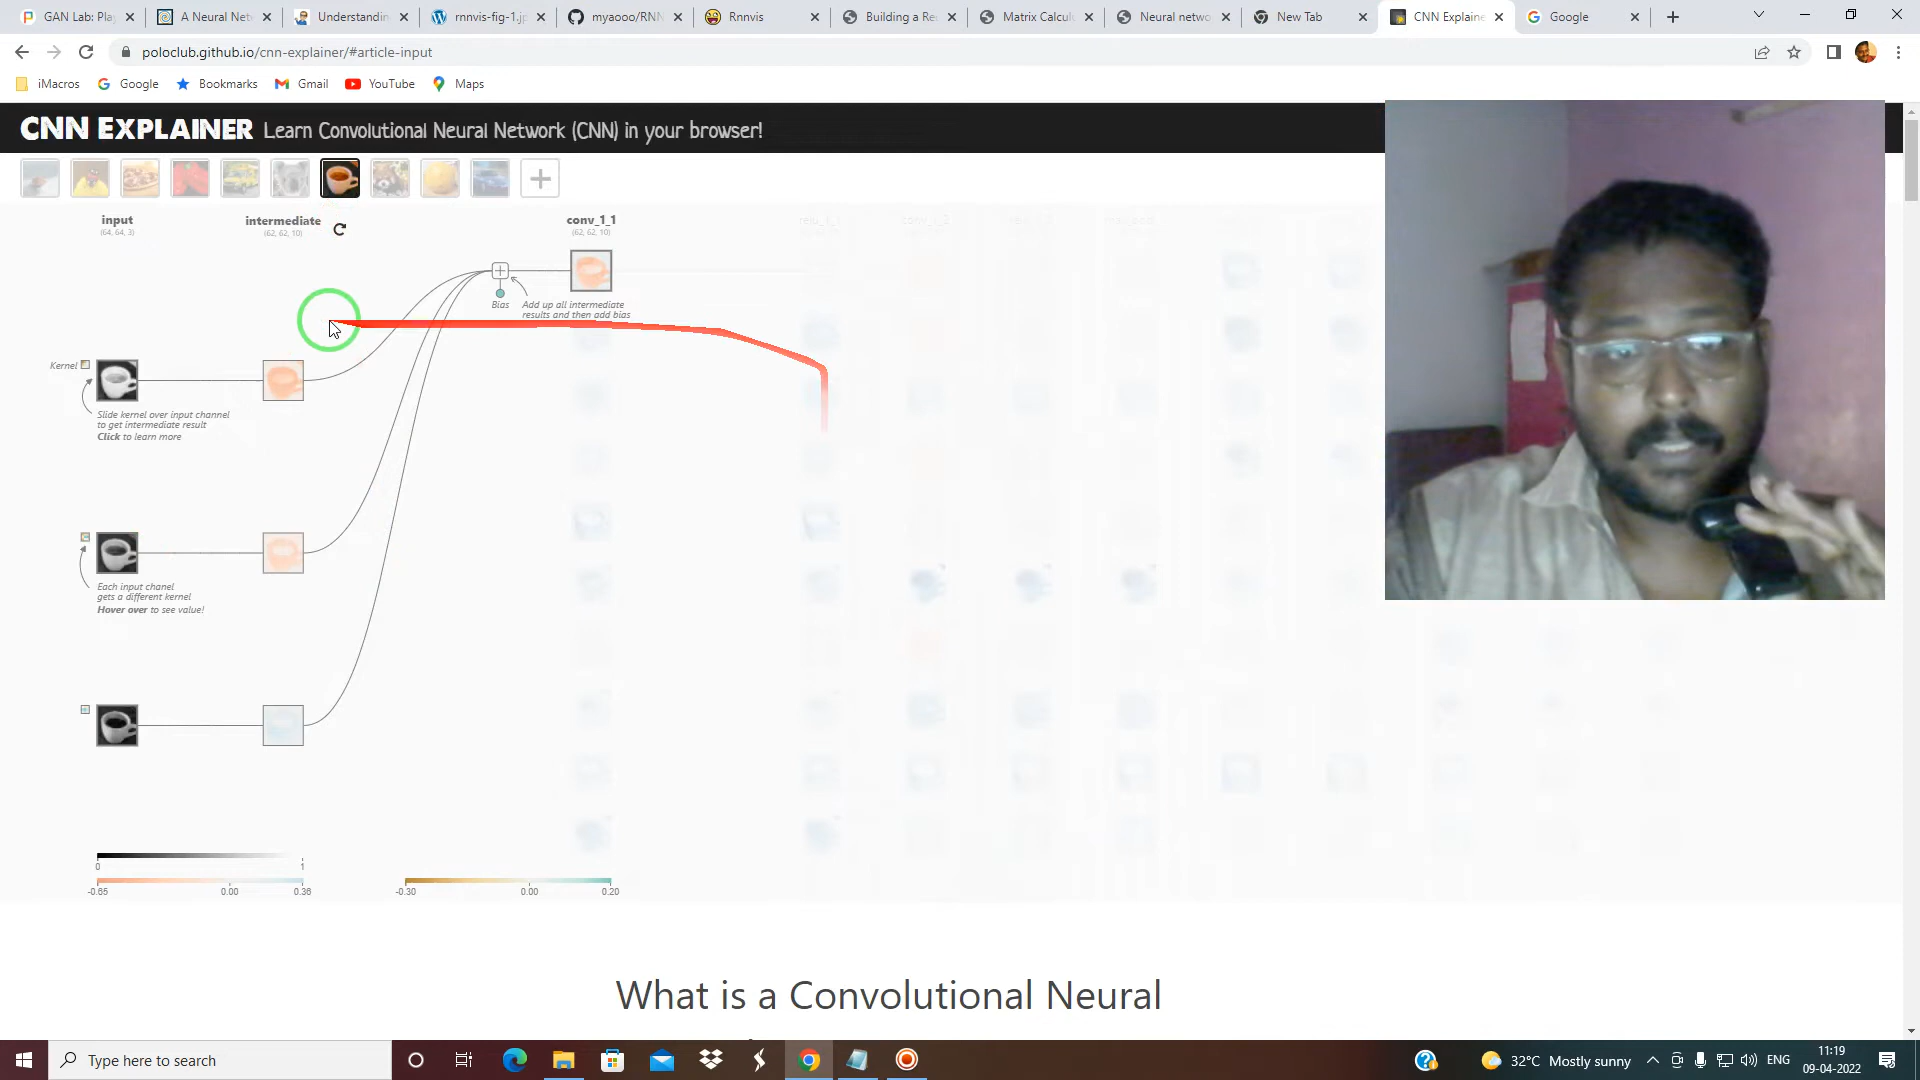 GAN Lab: Pla
A Neural Net
Understandin
rnnvis-fig-1.j
myaooo/RNN
Rnnvis
Building a Re
Matrix Calcul
Neural netwo
New Tab
CNN Explaine
Google
poloclub.github.io/cnn-explainer/#article-input
iMacros
Google
Bookmarks
Gmail
YouTube
Maps
CNN EXPLAINER Learn Convolutional Neural Network (CNN) in your browser!
input
(64, 64, 3)
intermediate
(62, 62, 10)
conv_1_1
(62, 62, 10)
relu_1_1
conv_1_2
Bias
Add up all intermediate
results and then add bias
Kernel
Slide kernel over input channel
to get intermediate result
Click to learn more
Each input chanel
gets a different kernel
Hover over to see value!
0
1
-0.65
0.00
0.36
-0.30
0.00
0.20
What is a Convolutional Neural
Type here to search
32°C Mostly sunny
ENG
11:19
09-04-2022